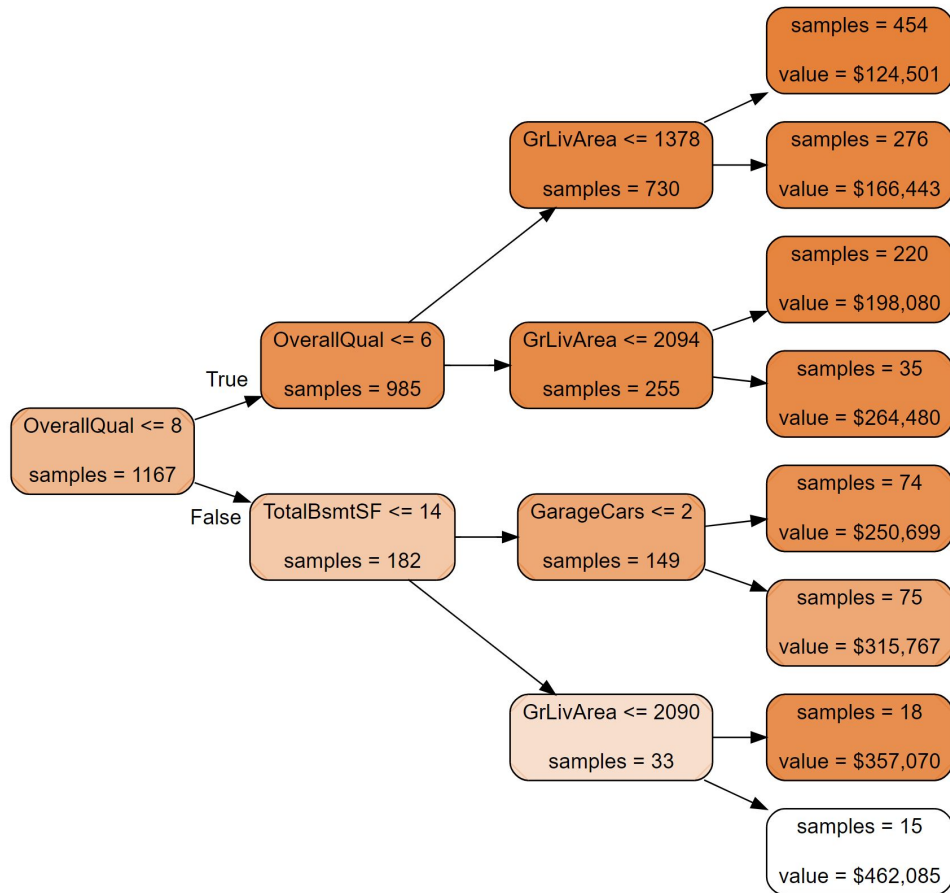 samples = 454
value = $124,501
GrLivArea <= 1378
samples = 730
samples = 276
value = $166,443
samples = 220
value = $198,080
OverallQual <= 6
samples = 985
GrLivArea <= 2094
samples = 255
samples = 35
value = $264,480
True
OverallQual <= 8
samples = 1167
False
TotalBsmtSF <= 14
samples = 182
GarageCars <= 2
samples = 149
samples = 74
value = $250,699
samples = 75
value = $315,767
GrLivArea <= 2090
samples = 33
samples = 18
value = $357,070
samples = 15
value = $462,085